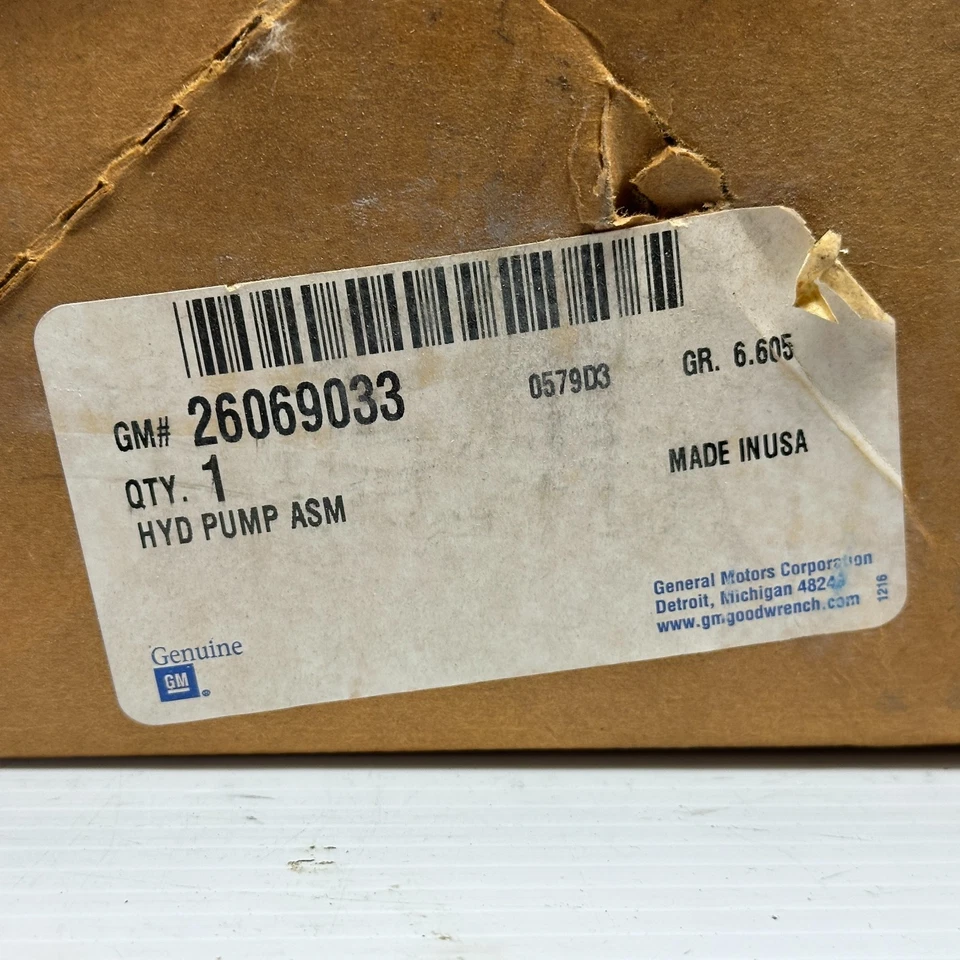 GM# 26069033
0579D3
GR. 6.605
QTY. 1
MADE IN USA
HYD PUMP ASM
General Motors Corporation
Detroit, Michigan
www.gmgoodwrench.com
1216
Genuine
GM